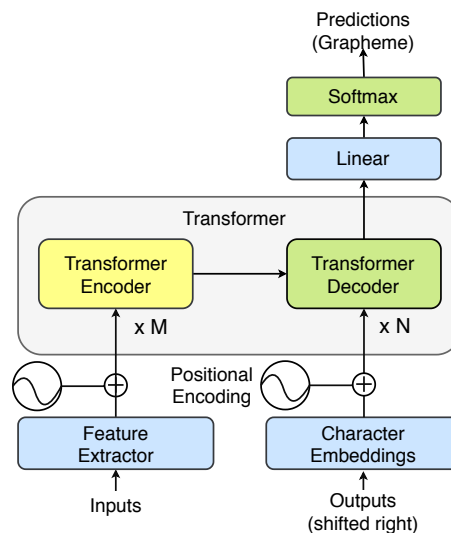 Predictions
(Grapheme)
Softmax
Linear
Transformer
Transformer
Encoder
Transformer
Decoder
x M
x N
Positional
Encoding
Feature
Extractor
Character
Embeddings
Inputs
Outputs
(shifted right)